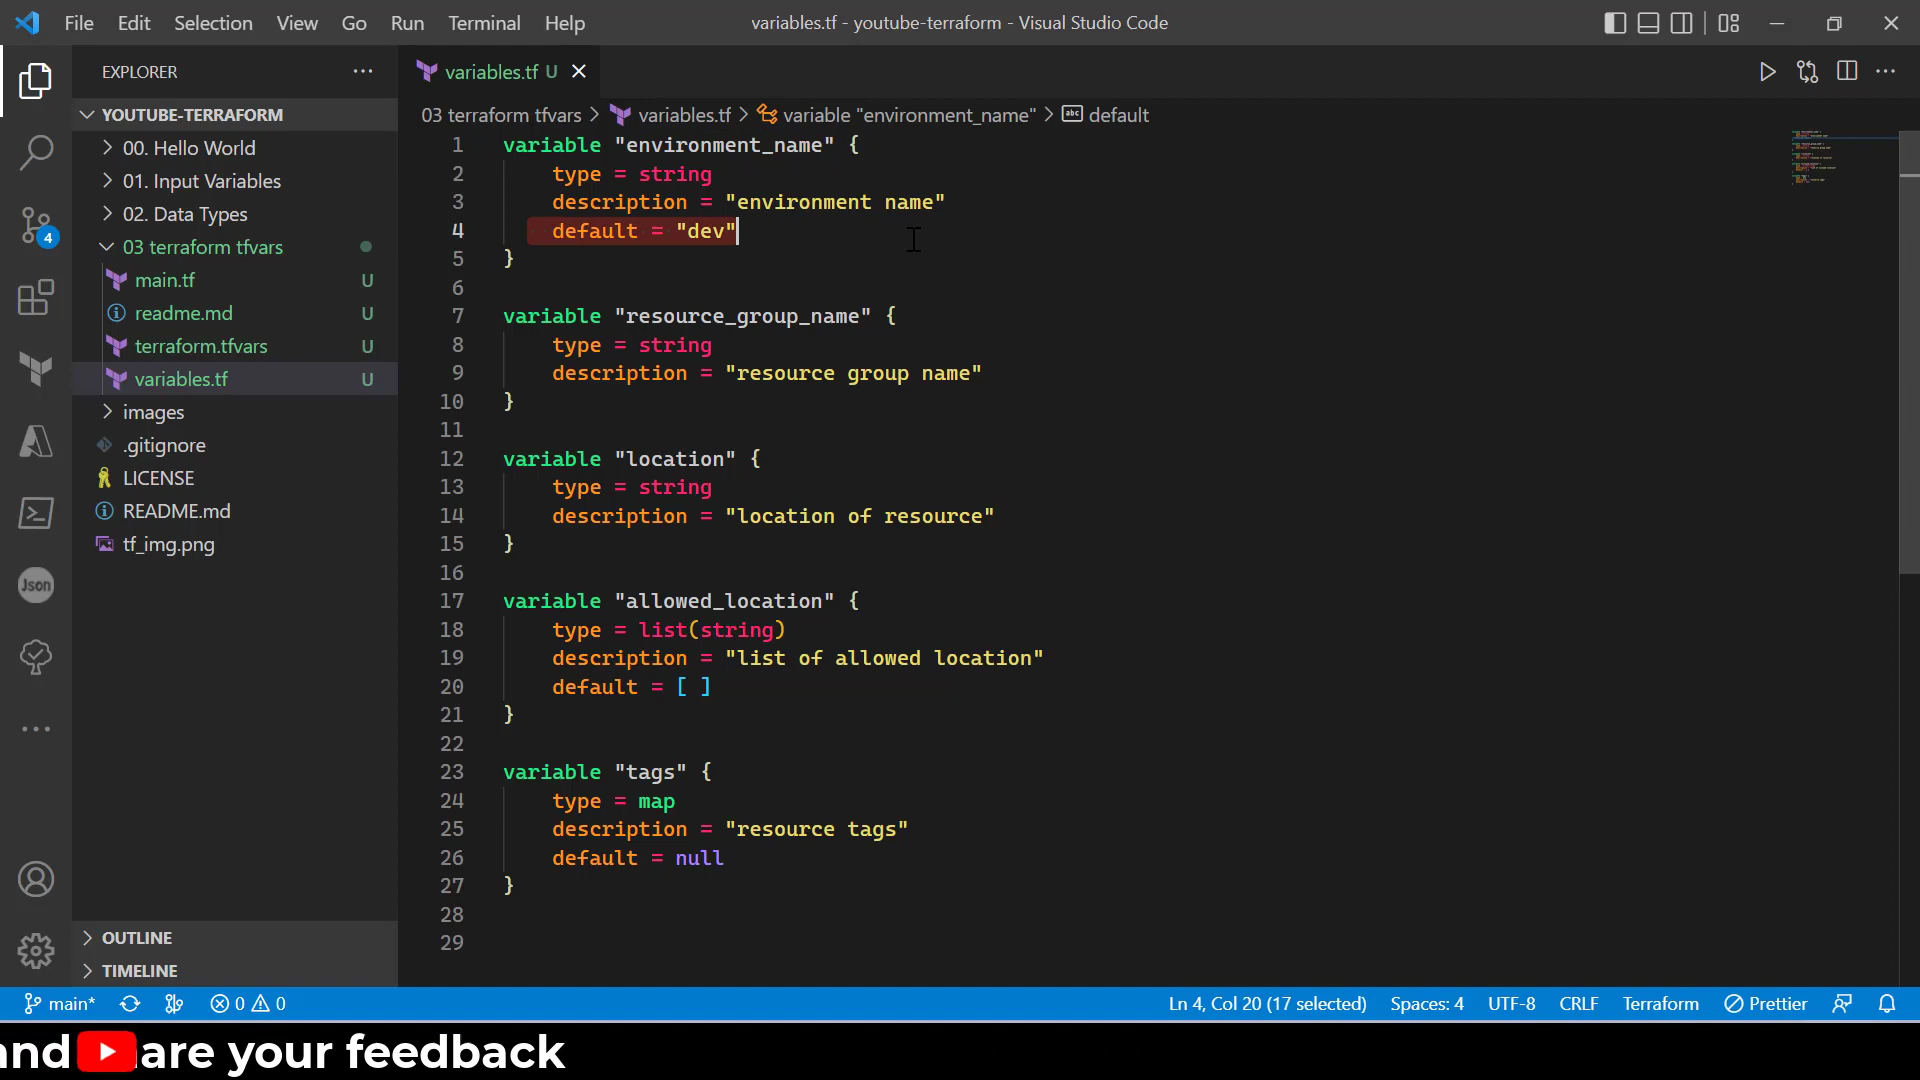 File Edit Selection View Go Run Terminal Help
variables.tf - youtube-terraform - Visual Studio Code
EXPLORER
YOUTUBE-TERRAFORM
00. Hello World
01. Input Variables
02. Data Types
03 terraform tfvars
main.tf U
readme.md U
terraform.tfvars U
variables.tf U
images
.gitignore
LICENSE
README.md
tf_img.png
OUTLINE
TIMELINE
4
Json
variables.tf U
03 terraform tfvars > variables.tf > variable "environment_name" > abc default
1 variable "environment_name" {
2 type = string
3 description = "environment name"
4 default = "dev"
5 }
6
7 variable "resource_group_name" {
8 type = string
9 description = "resource group name"
10 }
11
12 variable "location" {
13 type = string
14 description = "location of resource"
15 }
16
17 variable "allowed_location" {
18 type = list(string)
19 description = "list of allowed location"
20 default = [ ]
21 }
22
23 variable "tags" {
24 type = map
25 description = "resource tags"
26 default = null
27 }
28
29
main* 0 0 Ln 4, Col 20 (17 selected) Spaces: 4 UTF-8 CRLF Terraform Prettier
and are your feedback